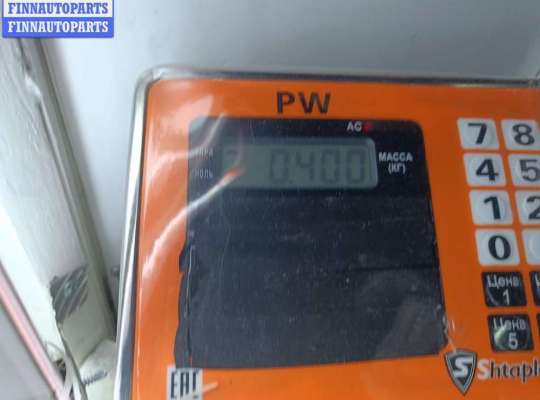 FINNAUTOPARTS
FINNAUTOPARTS
PW
AC
0.400
МАССА
(КГ)
НОЛЬ
7 8
4 5
1 2
0
Цена
1
Цена
5
S
EAC